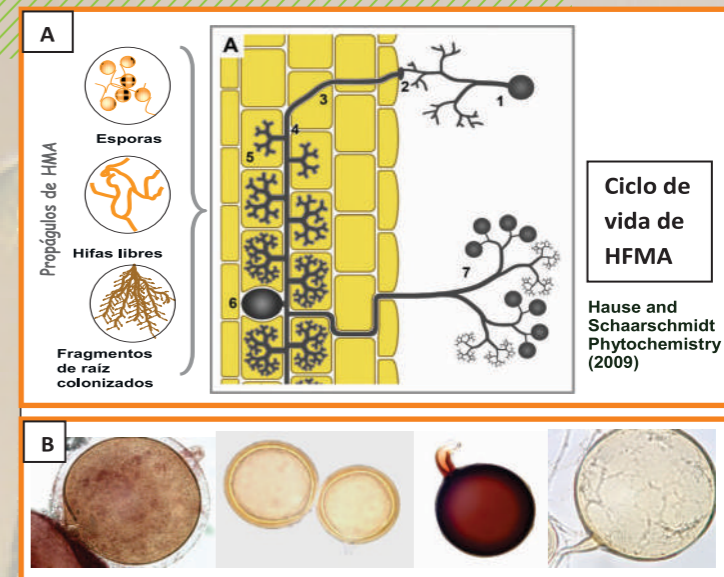 A
Propágulos de HMA
Esporas
Hifas libres
Fragmentos
de raíz
colonizados
A
1
2
3
4
5
6
7
Ciclo de
vida de
HFMA
Hause and
Schaarschmidt
Phytochemistry
(2009)
B